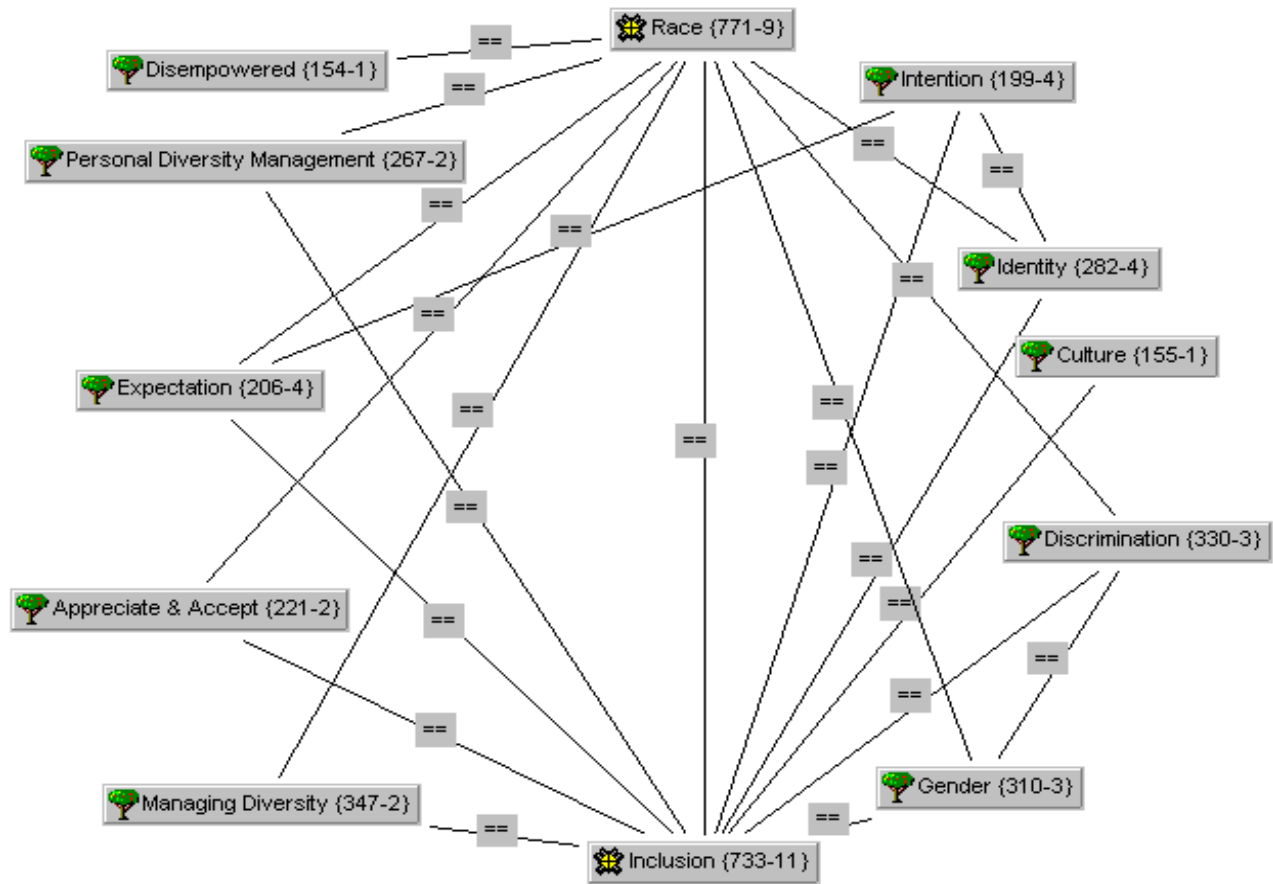 Race {771-9}
==
Disempowered {154-1}
==
Intention {199-4}
Personal Diversity Management {267-2}
==
==
==
==
==
Identity {282-4}
==
==
Culture {155-1}
Expectation {206-4}
==
==
==
==
==
Discrimination {330-3}
==
==
Appreciate & Accept {221-2}
==
==
==
==
Managing Diversity {347-2}
Gender {310-3}
==
==
Inclusion {733-11}